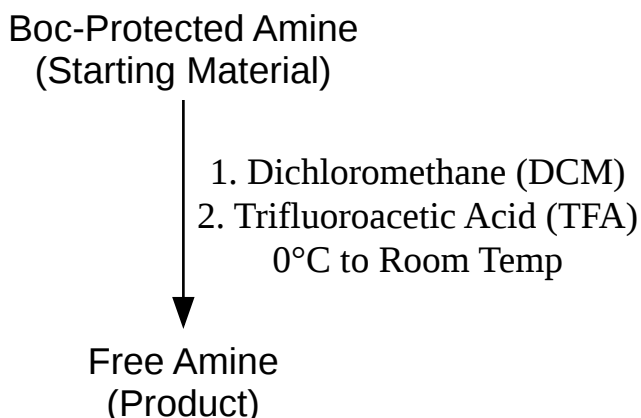 Boc-Protected Amine
(Starting Material)
1. Dichloromethane (DCM)
2. Trifluoroacetic Acid (TFA)
0°C to Room Temp
Free Amine
(Product)